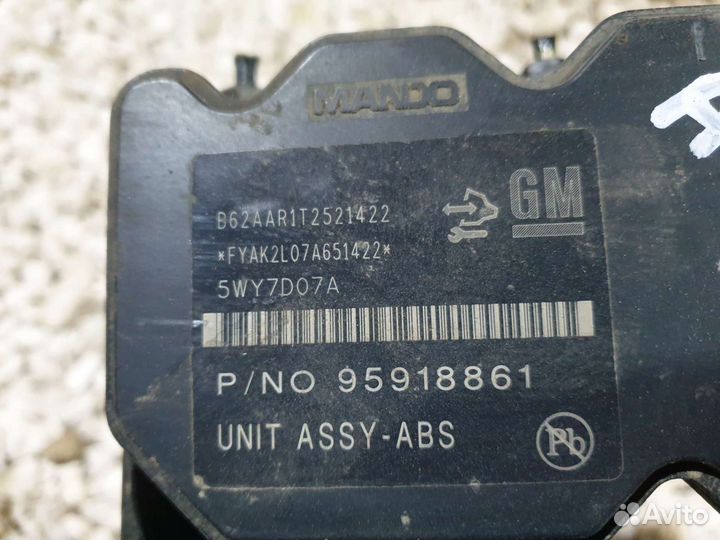 MANDO
GM
B62AAR1T2521422
*FYAK2L07A651422*
5WY7D07A
P/NO 95918861
UNIT ASSY-ABS
Pb
Avito